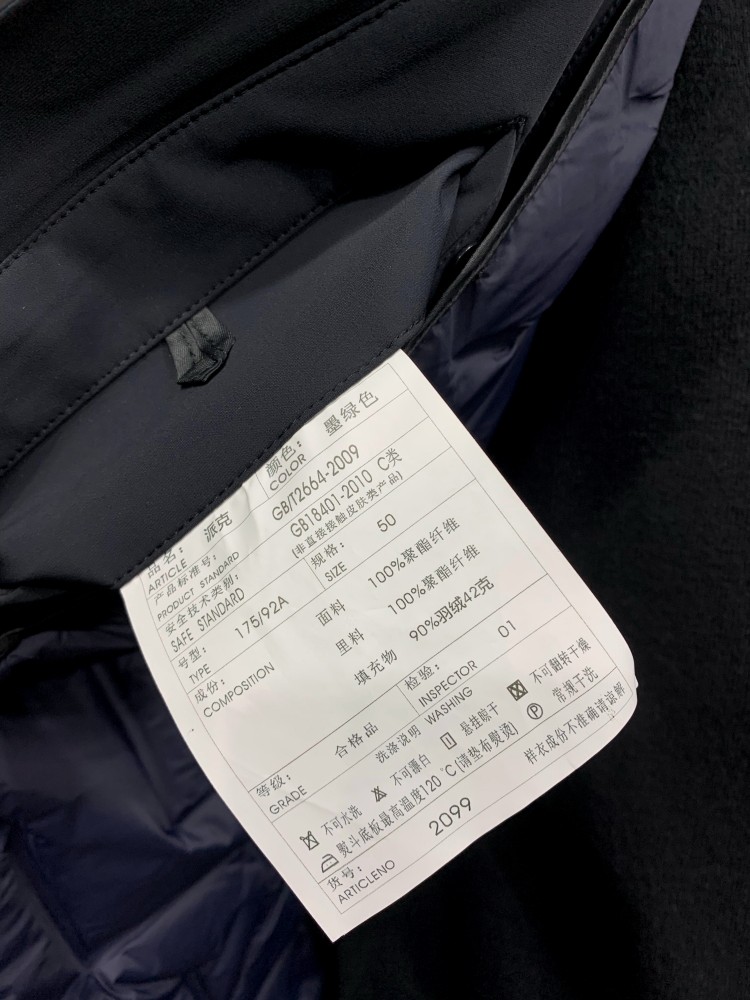 品名： 派克 颜色： 墨绿色
ARTICLE COLOR
产品标准号： GB/T2664-2009
PRODUCT STANDARD
安全技术类别： GB18401-2010 C类
SAFE STANDARD (非直接接触皮肤类产品)
号型： 175/92A 规格： 50
TYPE SIZE
成份： 面料 100%聚酯纤维
COMPOSITION 里料 100%聚酯纤维
填充物 90%羽绒42克
等级： 合格品 检验： 01
GRADE INSPECTOR
洗涤说明 WASHING
不可水洗 不可漂白 悬挂晾干 不可翻转干燥
熨斗底板最高温度120℃(请垫布熨烫) P 常规干洗
货号： 2099 样衣成份不准确请谅解
ARTICLENO